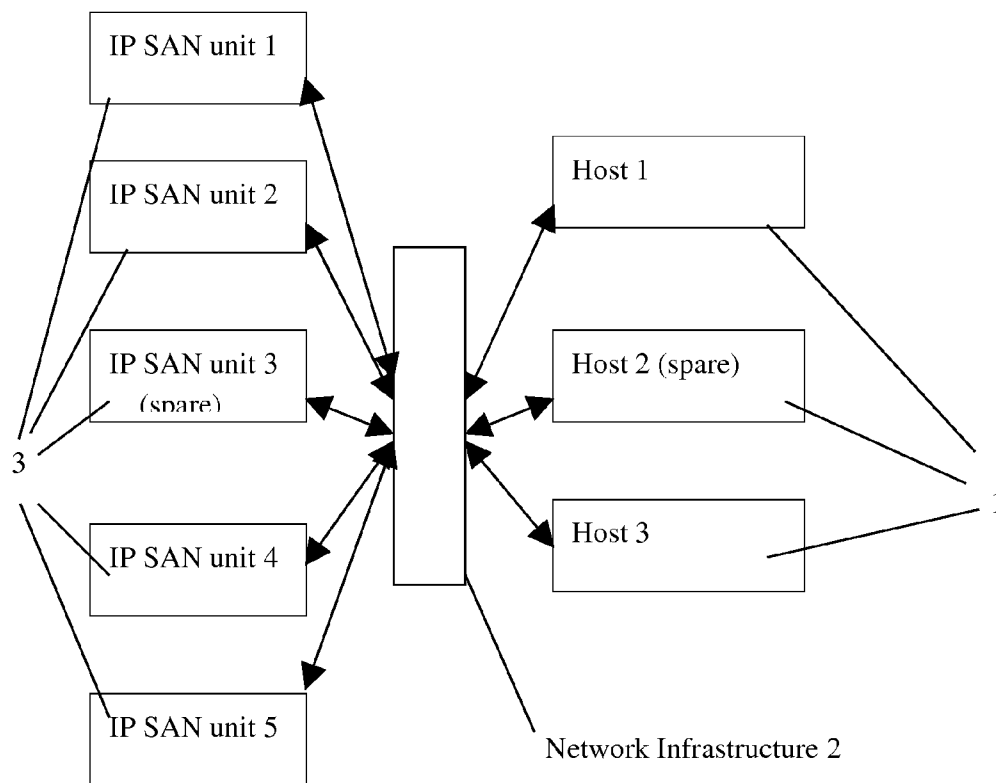 IP SAN unit 1
IP SAN unit 2
IP SAN unit 3
(spare)
IP SAN unit 4
IP SAN unit 5
3
Host 1
Host 2 (spare)
Host 3
1
Network Infrastructure 2